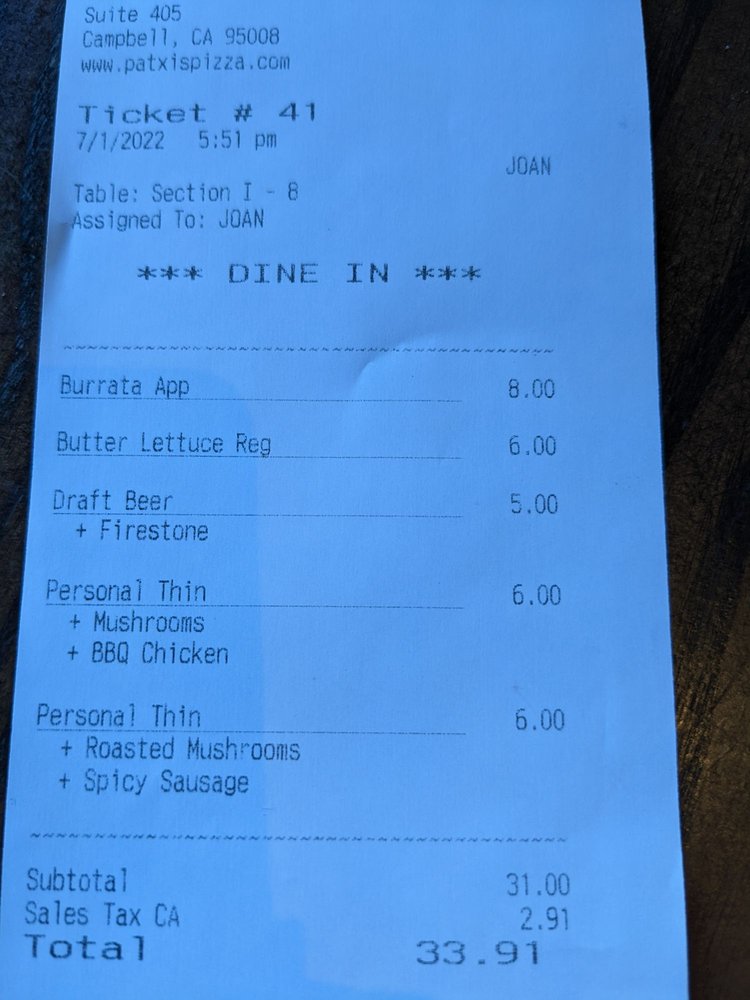 Suite 405
Campbell, CA 95008
www.patxispizza.com
Ticket # 41
7/1/2022 5:51 pm
JOAN
Table: Section I - 8
Assigned To: JOAN
*** DINE IN ***
Burrata App 8.00
Butter Lettuce Reg 6.00
Draft Beer 5.00
+ Firestone
Personal Thin 6.00
+ Mushrooms
+ BBQ Chicken
Personal Thin 6.00
+ Roasted Mushrooms
+ Spicy Sausage
Subtotal 31.00
Sales Tax CA 2.91
Total 33.91